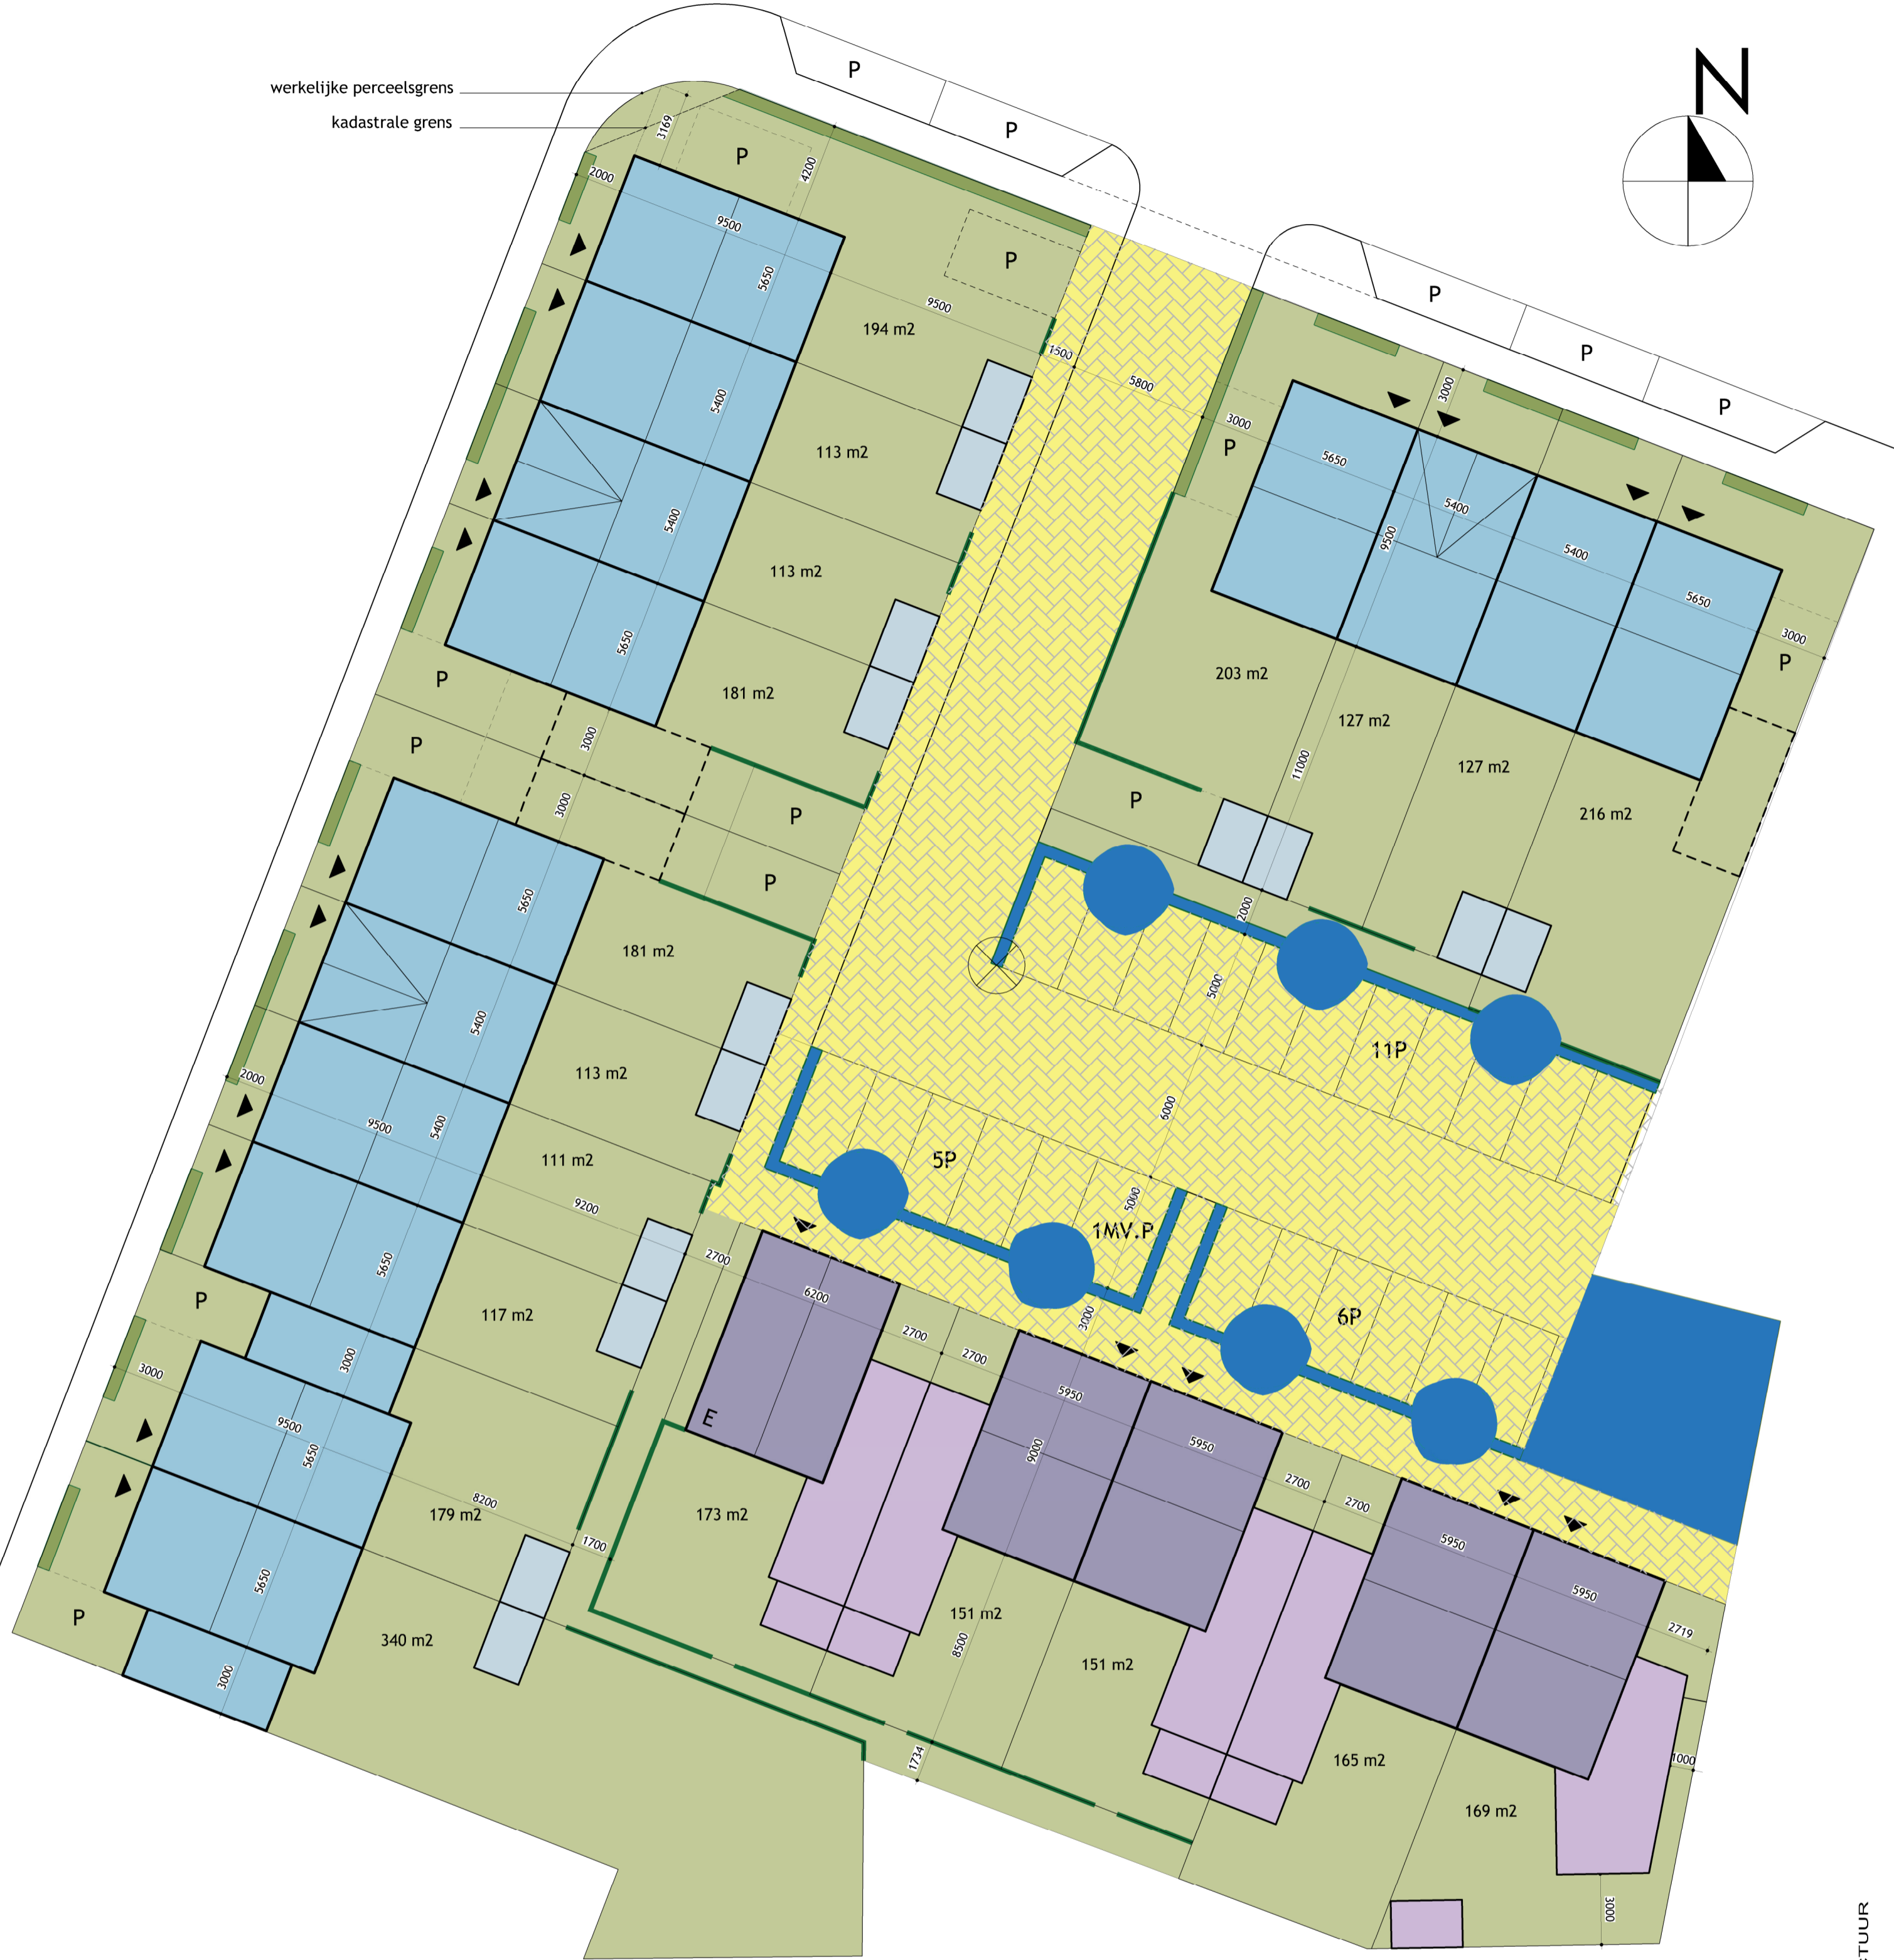 N
werkelijke perceelsgrens
kadastrale grens
P
P
P
P
P
P
P
3169
2000
4200
9500
5650
5400
5400
5650
9500
1500
5800
3000
194 m2
113 m2
113 m2
181 m2
P
P
P
P
3000
3000
P
3000
5650
5400
9500
5400
5650
3000
P
203 m2
127 m2
127 m2
216 m2
11000
P
2000
5000
11P
6000
5650
5400
5400
5650
2000
9500
9200
2700
181 m2
113 m2
111 m2
117 m2
5P
5000
1MV.P
3000
6P
P
3000
3000
9500
5650
5650
8200
1700
179 m2
340 m2
P
3000
6200
2700
2700
E
5950
9000
5950
2700
2700
5950
5950
2719
173 m2
151 m2
8500
151 m2
165 m2
169 m2
1734
1000
3000
TUUR